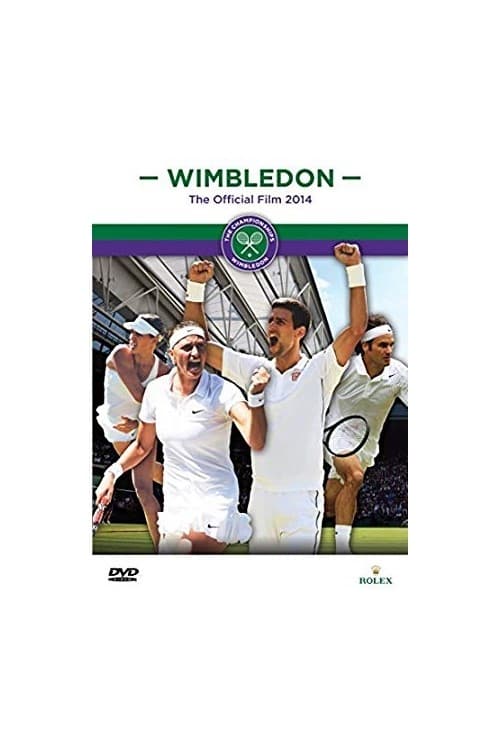 — WIMBLEDON —
The Official Film 2014
THE CHAMPIONSHIPS
WIMBLEDON
DVD
ROLEX